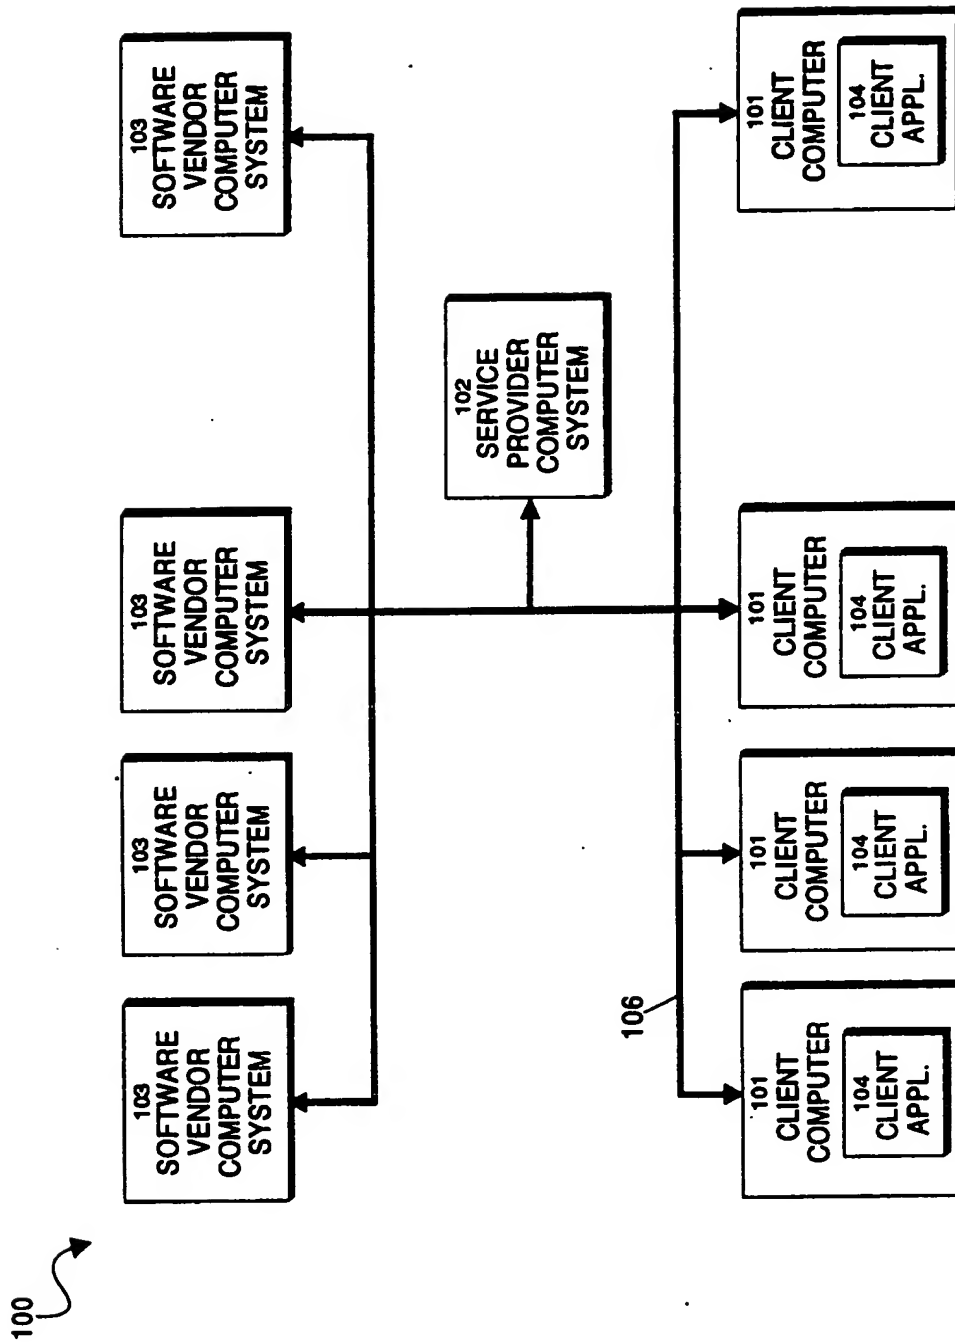 100
103
SOFTWARE
VENDOR
COMPUTER
SYSTEM
103
SOFTWARE
VENDOR
COMPUTER
SYSTEM
103
SOFTWARE
VENDOR
COMPUTER
SYSTEM
103
SOFTWARE
VENDOR
COMPUTER
SYSTEM
102
SERVICE
PROVIDER
COMPUTER
SYSTEM
106
101
CLIENT
COMPUTER
104
CLIENT
APPL.
101
CLIENT
COMPUTER
104
CLIENT
APPL.
101
CLIENT
COMPUTER
104
CLIENT
APPL.
101
CLIENT
COMPUTER
104
CLIENT
APPL.